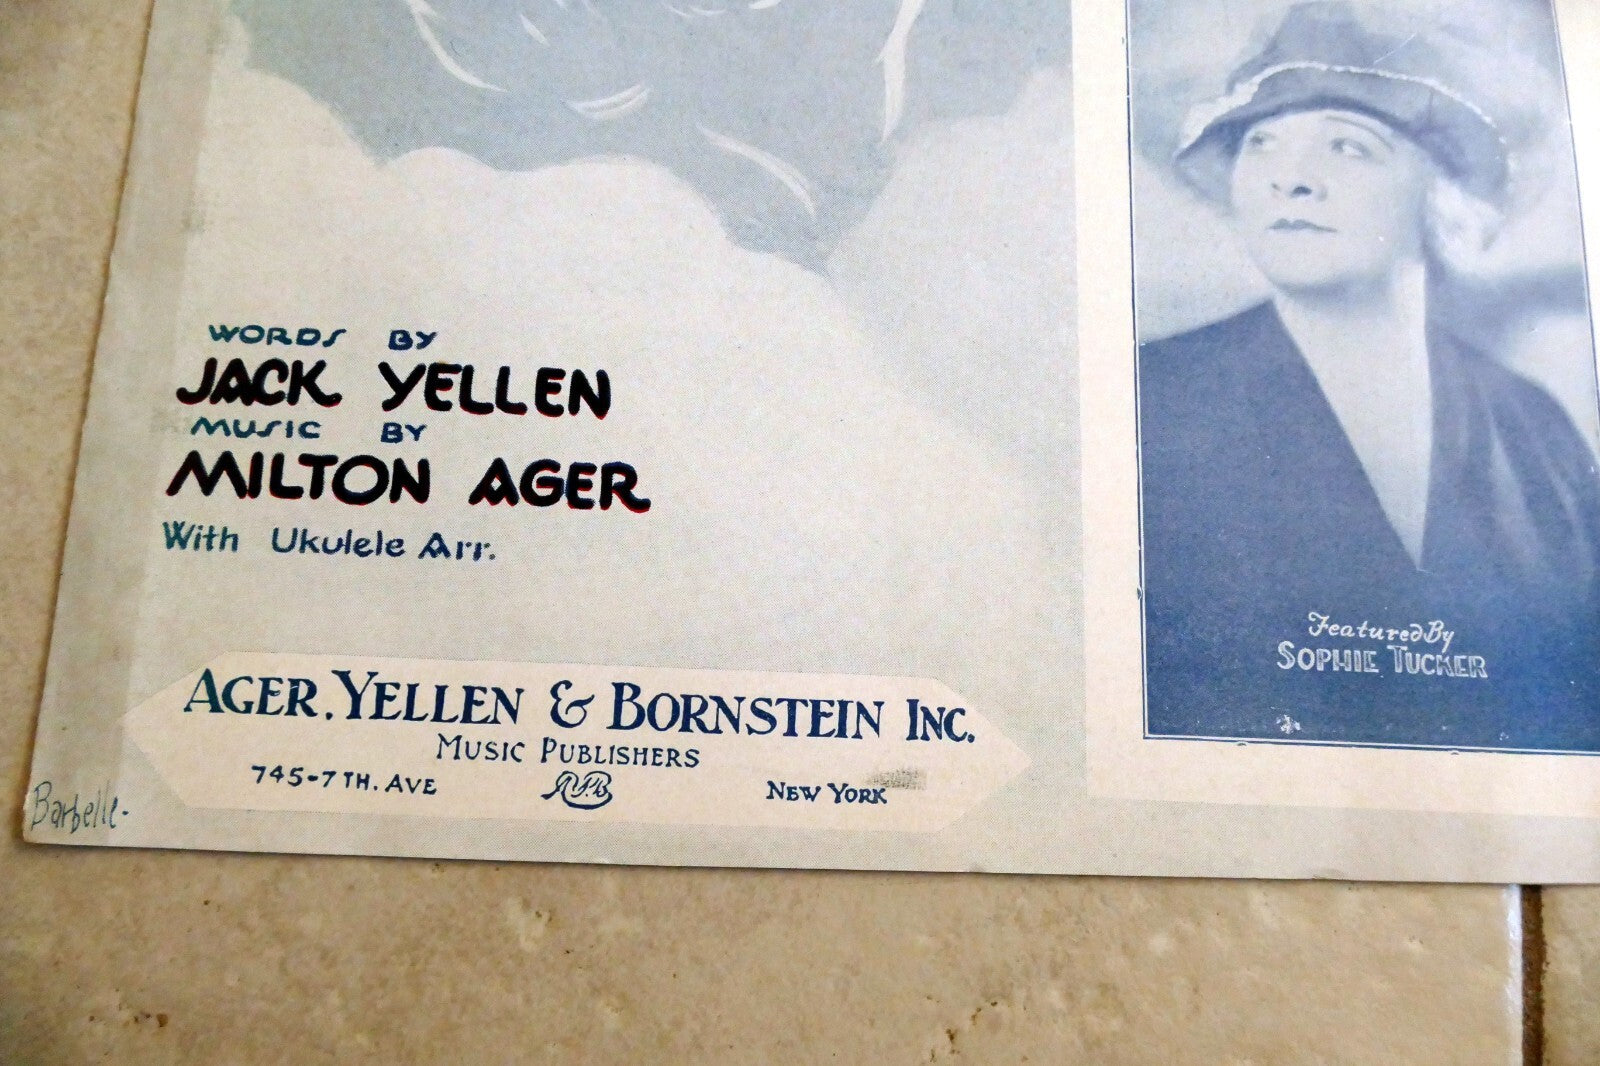 WORDS BY
JACK YELLEN
MUSIC BY
MILTON AGER
With Ukulele Arr.
AGER, YELLEN & BORNSTEIN INC.
MUSIC PUBLISHERS
745-7TH. AVE AYB NEW YORK
Barbelle.
Featured By
SOPHIE TUCKER